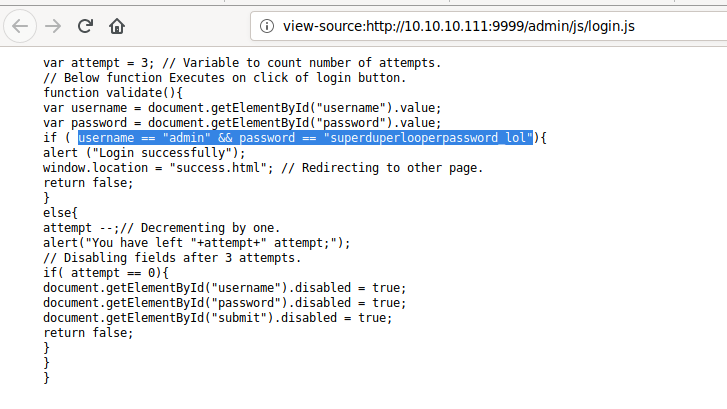 view-source:http://10.10.10.111:9999/admin/js/login.js
var attempt = 3; // Variable to count number of attempts.
// Below function Executes on click of login button.
function validate(){
var username = document.getElementById("username").value;
var password = document.getElementById("password").value;
if ( username == "admin" && password == "superduperlooperpassword_lol"){
alert ("Login successfully");
window.location = "success.html"; // Redirecting to other page.
return false;
}
else{
attempt --;// Decrementing by one.
alert("You have left "+attempt+" attempt;");
// Disabling fields after 3 attempts.
if( attempt == 0){
document.getElementById("username").disabled = true;
document.getElementById("password").disabled = true;
document.getElementById("submit").disabled = true;
return false;
}
}
}